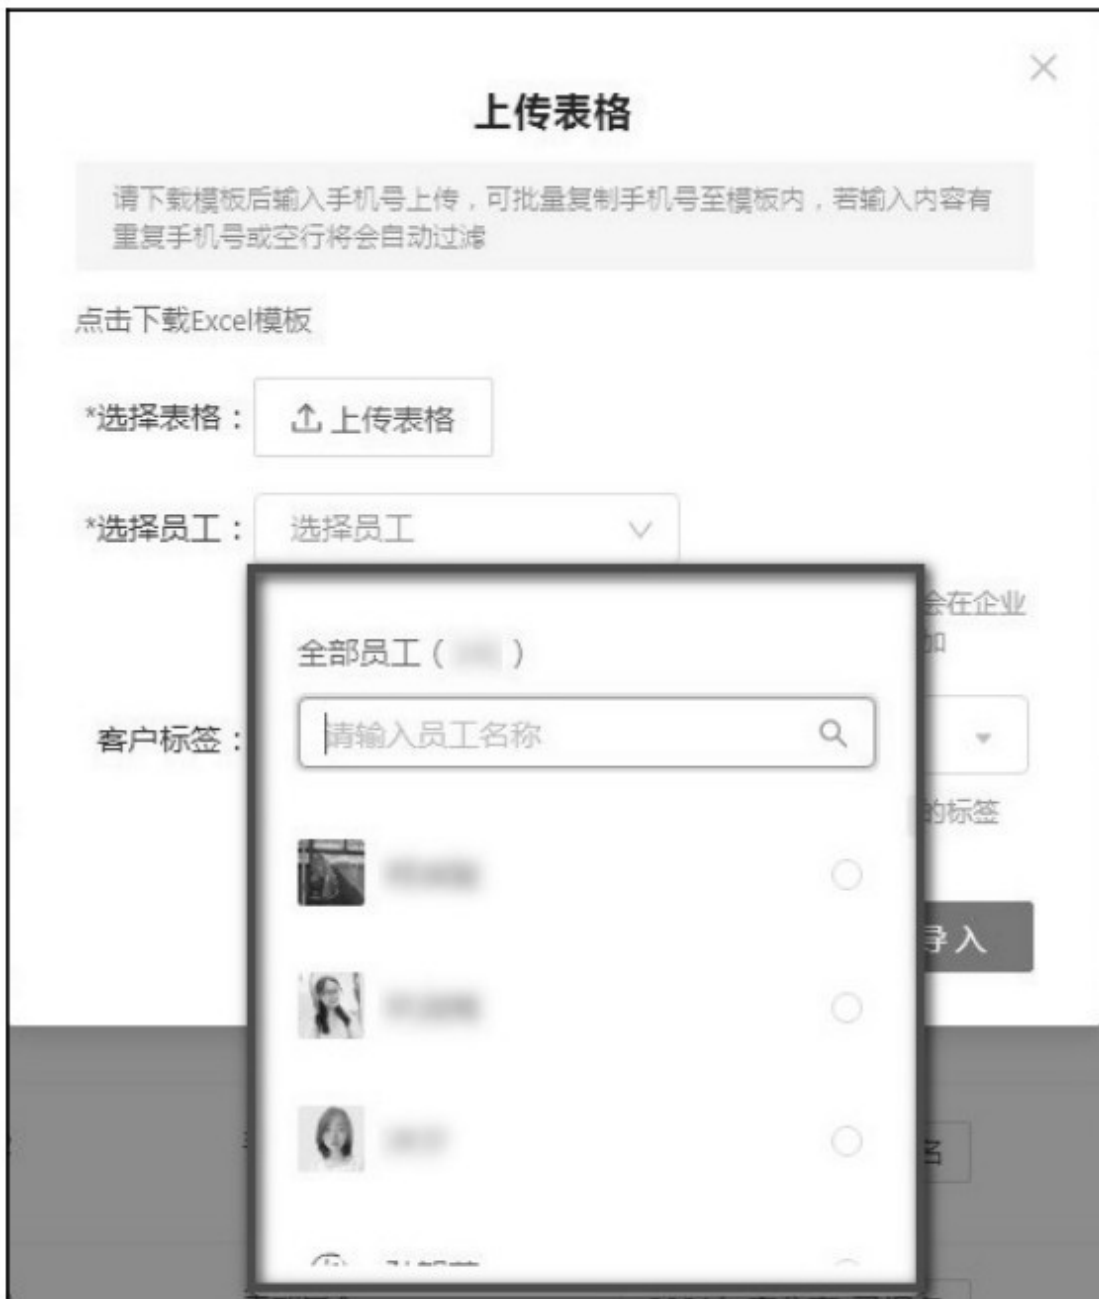 上传表格
请下载模板后输入手机号上传，可批量复制手机号至模板内，若输入内容有
重复手机号或空行将会自动过滤
点击下载Excel模板
*选择表格：
上传表格
*选择员工：
选择员工
会在企业
加
全部员工（ ）
请输入员工名称
客户标签：
的标签
导入
名